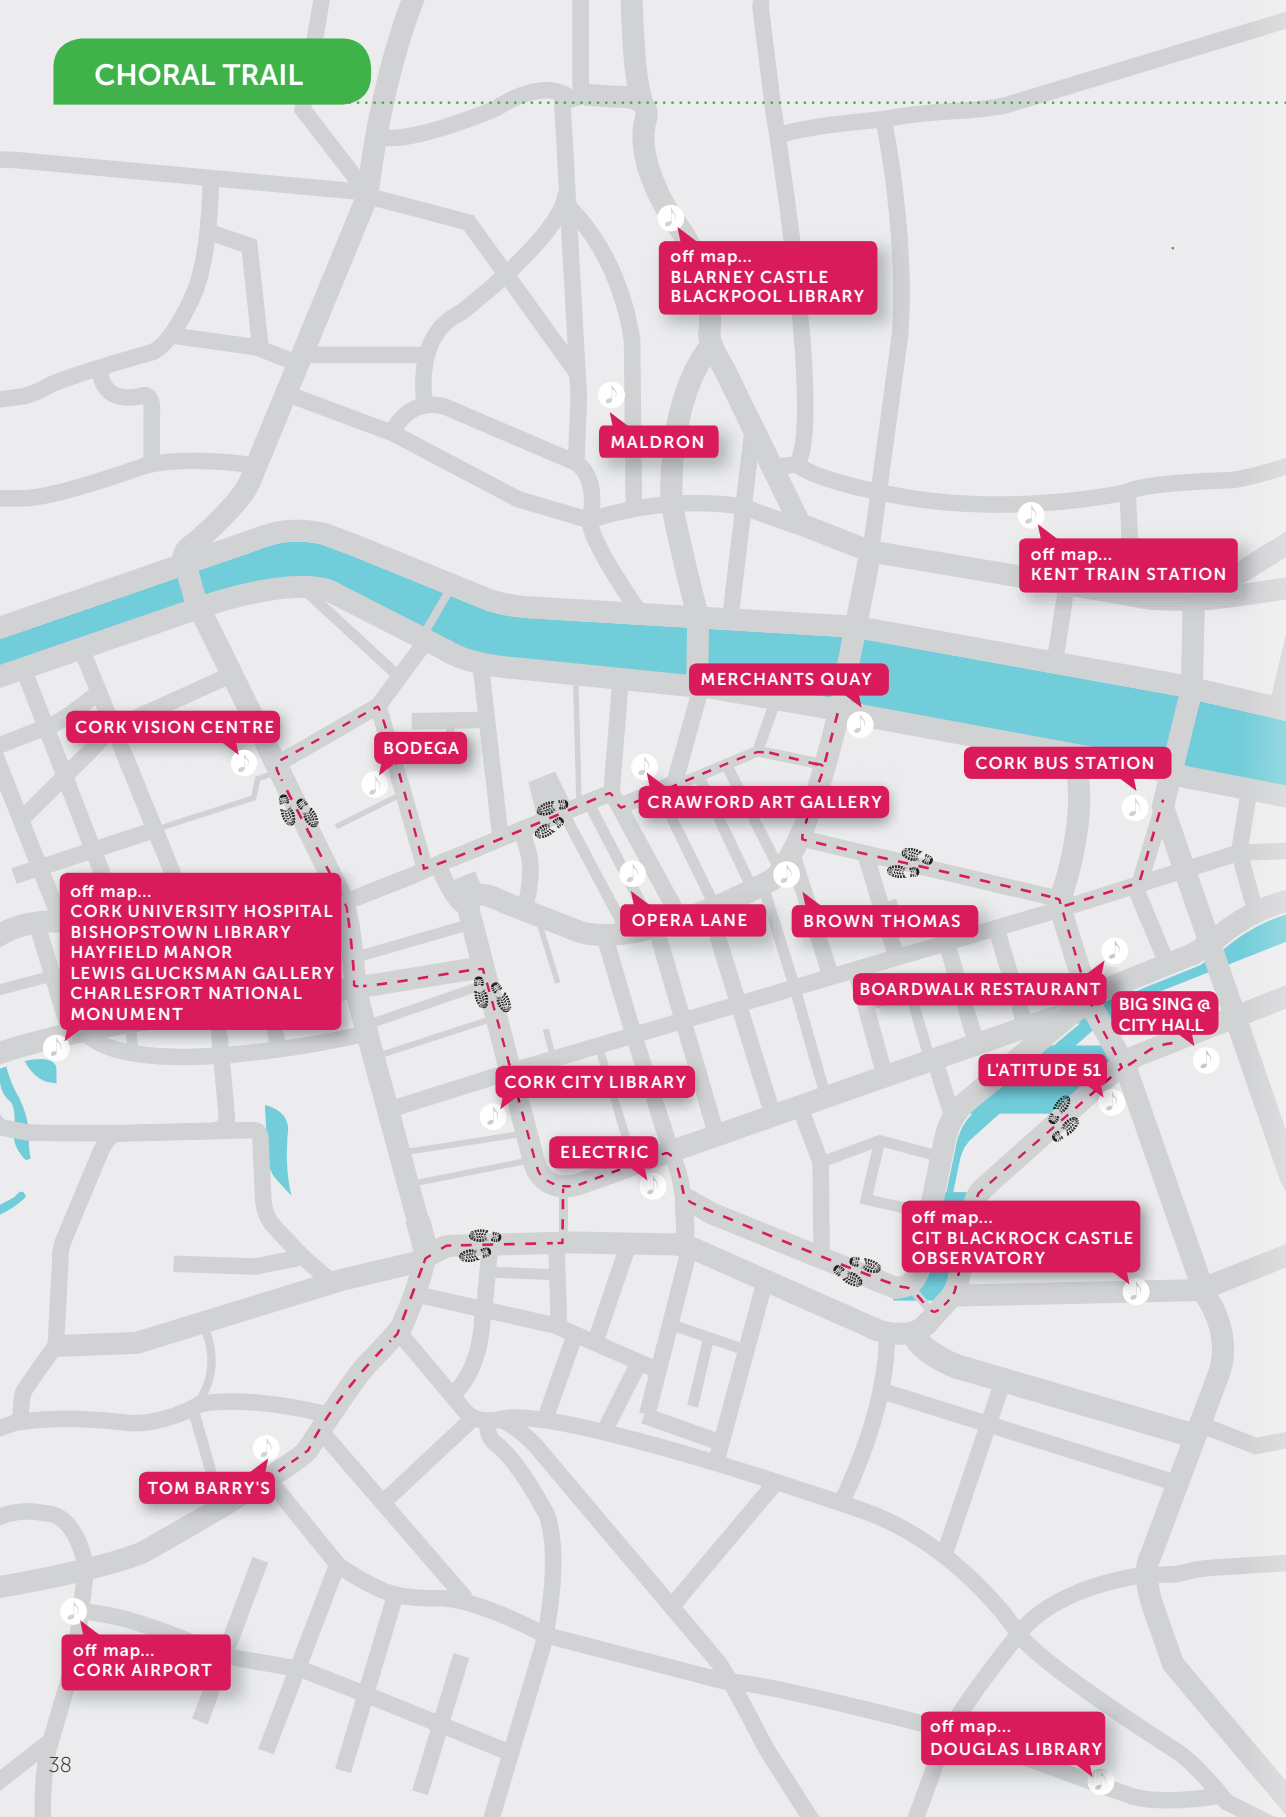 CHORAL TRAIL
off map...
BLARNEY CASTLE
BLACKPOOL LIBRARY
MALDRON
off map...
KENT TRAIN STATION
MERCHANTS QUAY
CORK VISION CENTRE
BODEGA
CORK BUS STATION
CRAWFORD ART GALLERY
off map...
CORK UNIVERSITY HOSPITAL
BISHOPSTOWN LIBRARY
HAYFIELD MANOR
LEWIS GLUCKSMAN GALLERY
CHARLESFORT NATIONAL
MONUMENT
OPERA LANE
BROWN THOMAS
BOARDWALK RESTAURANT
BIG SING @
CITY HALL
L'ATITUDE 51
CORK CITY LIBRARY
ELECTRIC
off map...
CIT BLACKROCK CASTLE
OBSERVATORY
TOM BARRY'S
off map...
CORK AIRPORT
off map...
DOUGLAS LIBRARY
38